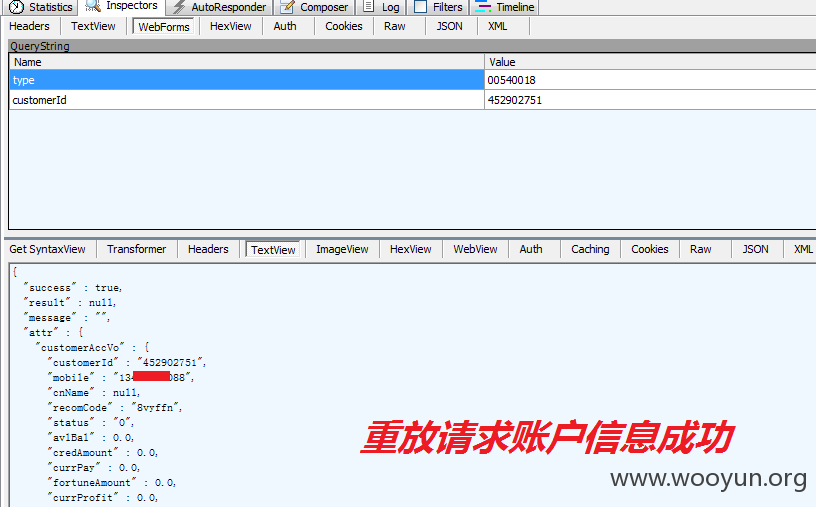 Statistics Inspectors AutoResponder Composer Log Filters Timeline
Headers TextView WebForms HexView Auth Cookies Raw JSON XML
QueryString
Name Value
type 00540018
customerId 452902751
Get SyntaxView Transformer Headers TextView ImageView HexView WebView Auth Caching Cookies Raw JSON XML
{
"success" : true,
"result" : null,
"message" : "",
"attr" : {
"customerAccVo" : {
"customerId" : "452902751",
"mobile" : "134 088",
"cnName" : null,
"recomCode" : "8vyffn",
"status" : "0",
"avlBal" : 0.0,
"credAmount" : 0.0,
"currPay" : 0.0,
"fortuneAmount" : 0.0,
"currProfit" : 0.0,
重放请求账户信息成功
www.wooyun.org